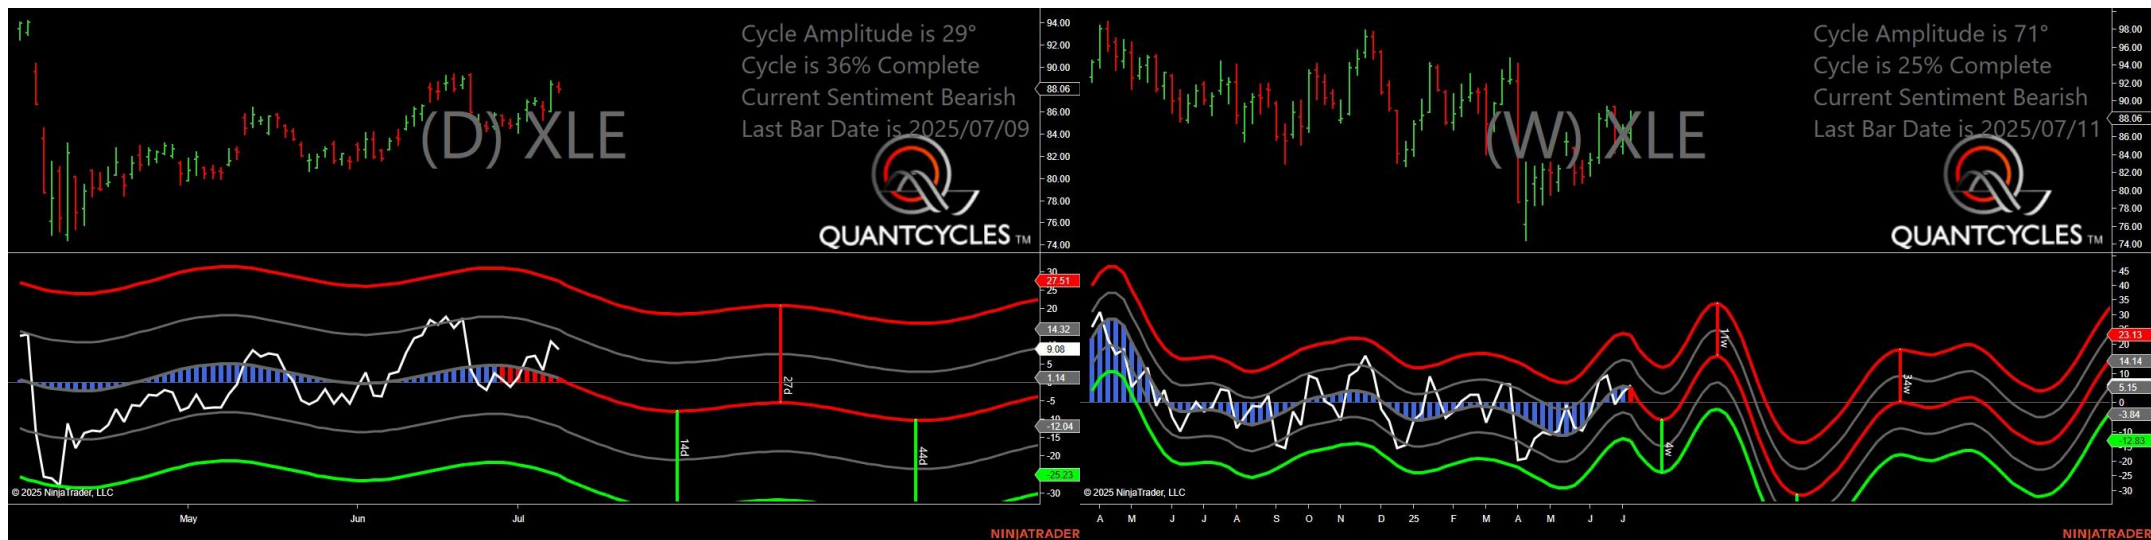 Cycle Amplitude is 29°
Cycle is 36% Complete
Current Sentiment Bearish
Last Bar Date is 2025/07/09
(D) XLE
QUANTCYCLES TM
94.00
92.00
90.00
88.06
86.00
84.00
82.00
80.00
78.00
76.00
74.00
30
27.51
25
20
14.32
9.08
5
1.14
-5
-12.04
-15
-20
-25.23
-30
14d
27d
44d
© 2025 NinjaTrader, LLC
May Jun Jul
NINJATRADER
Cycle Amplitude is 71°
Cycle is 25% Complete
Current Sentiment Bearish
Last Bar Date is 2025/07/11
(W) XLE
QUANTCYCLES TM
98.00
96.00
94.00
92.00
90.00
88.06
86.00
84.00
82.00
80.00
78.00
76.00
74.00
45
40
35
30
23.13
20
14.14
10
5.15
0
-3.84
-10
-12.83
-20
-25
-30
4w
11w
34w
© 2025 NinjaTrader, LLC
A M J J A S O N D 25 F M A M J J
NINJATRADER